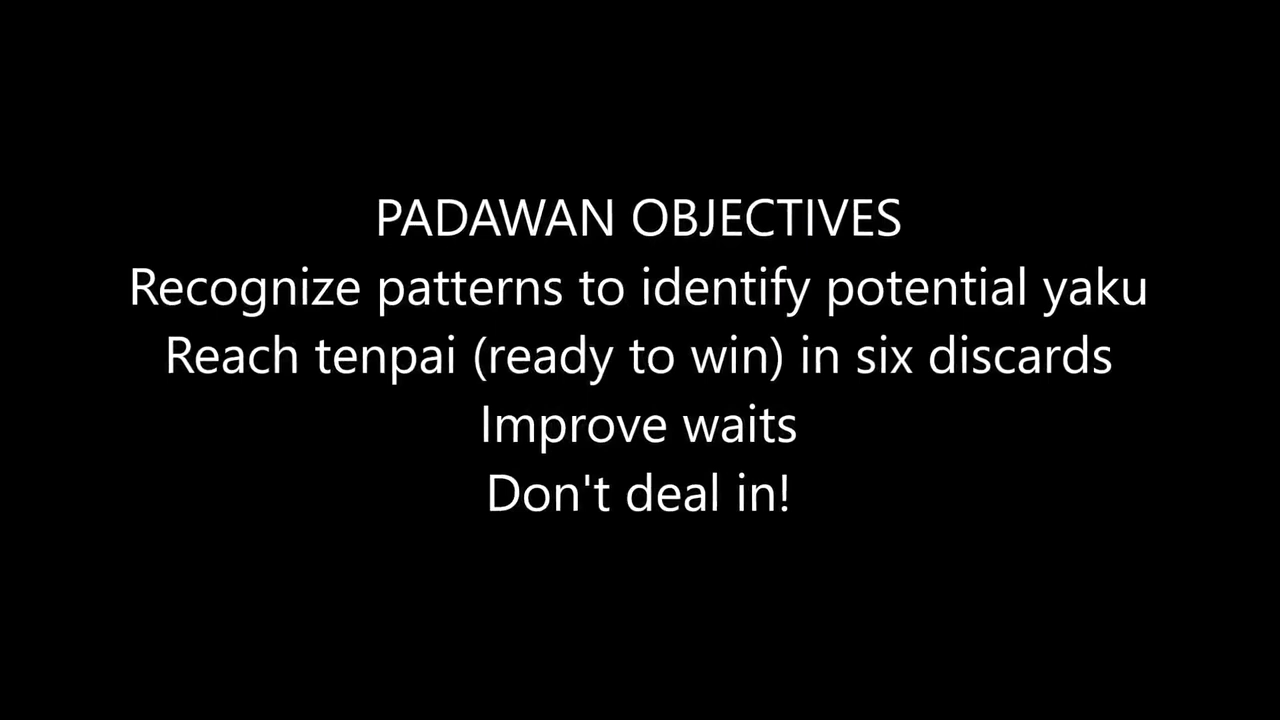 PADAWAN OBJECTIVES
Recognize patterns to identify potential yaku
Reach tenpai (ready to win) in six discards
Improve waits
Don't deal in!